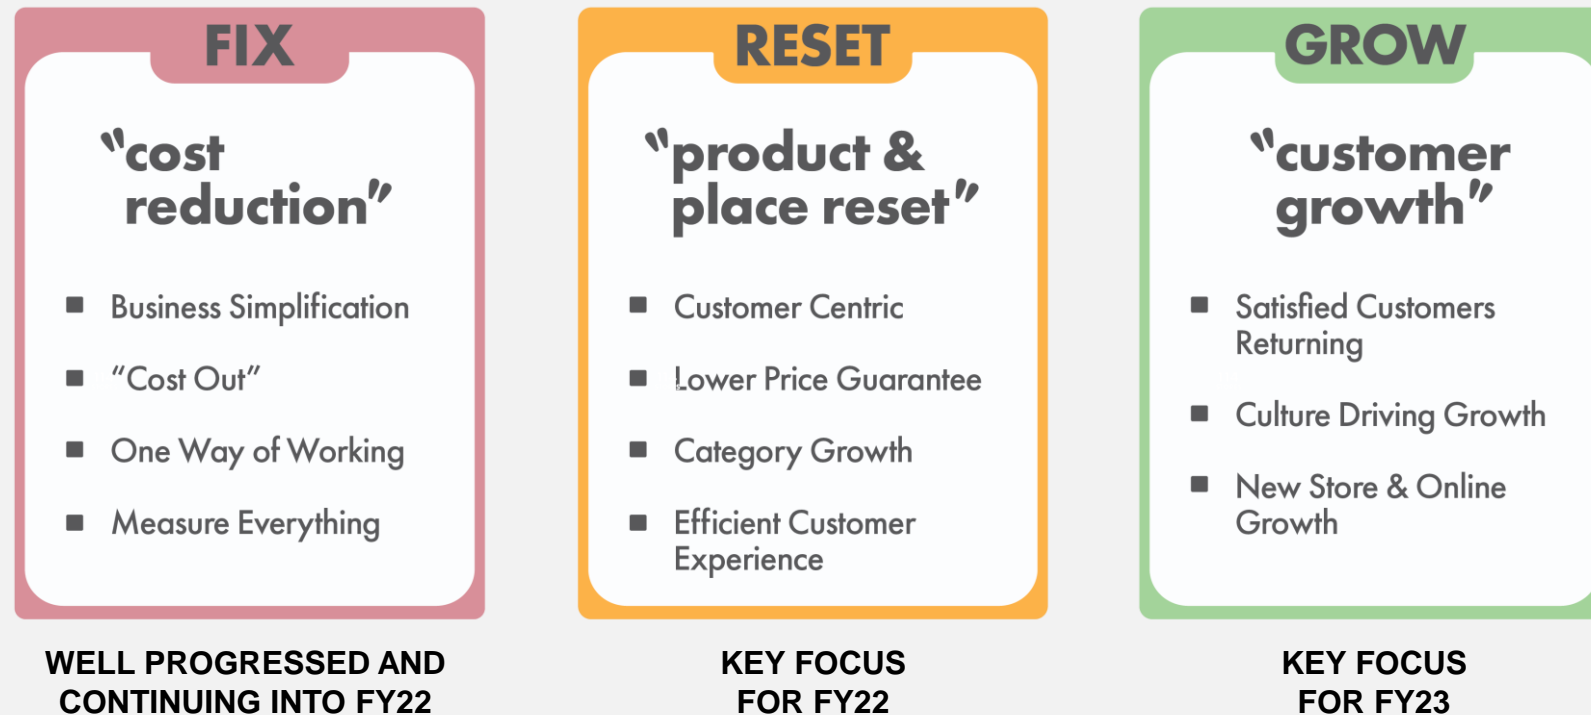 FIX
“cost
reduction”
■ Business Simplification
■ “Cost Out”
■ One Way of Working
■ Measure Everything
WELL PROGRESSED AND
CONTINUING INTO FY22
RESET
“product &
place reset”
■ Customer Centric
■ Lower Price Guarantee
■ Category Growth
■ Efficient Customer
Experience
KEY FOCUS
FOR FY22
GROW
“customer
growth”
■ Satisfied Customers
Returning
■ Culture Driving Growth
■ New Store & Online
Growth
KEY FOCUS
FOR FY23